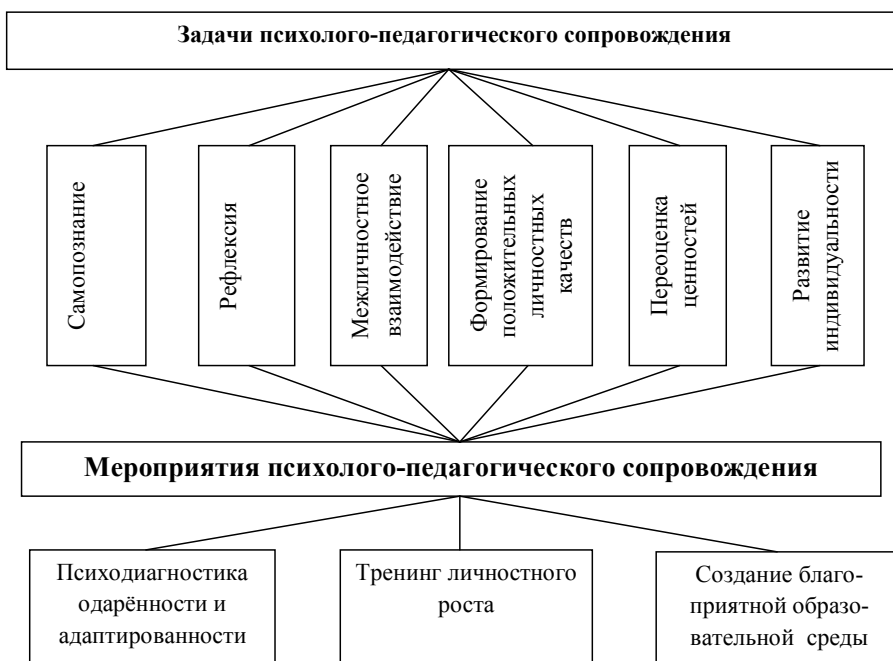 Задачи психолого-педагогического сопровождения
Самопознание
Рефлексия
Межличностное
взаимодействие
Формирование
положительных
личностных
качеств
Переоценка
ценностей
Развитие
индивидуальности
Мероприятия психолого-педагогического сопровождения
Психодиагностика
одарённости и
адаптированности
Тренинг личностного
роста
Создание благо-
приятной образо-
вательной среды